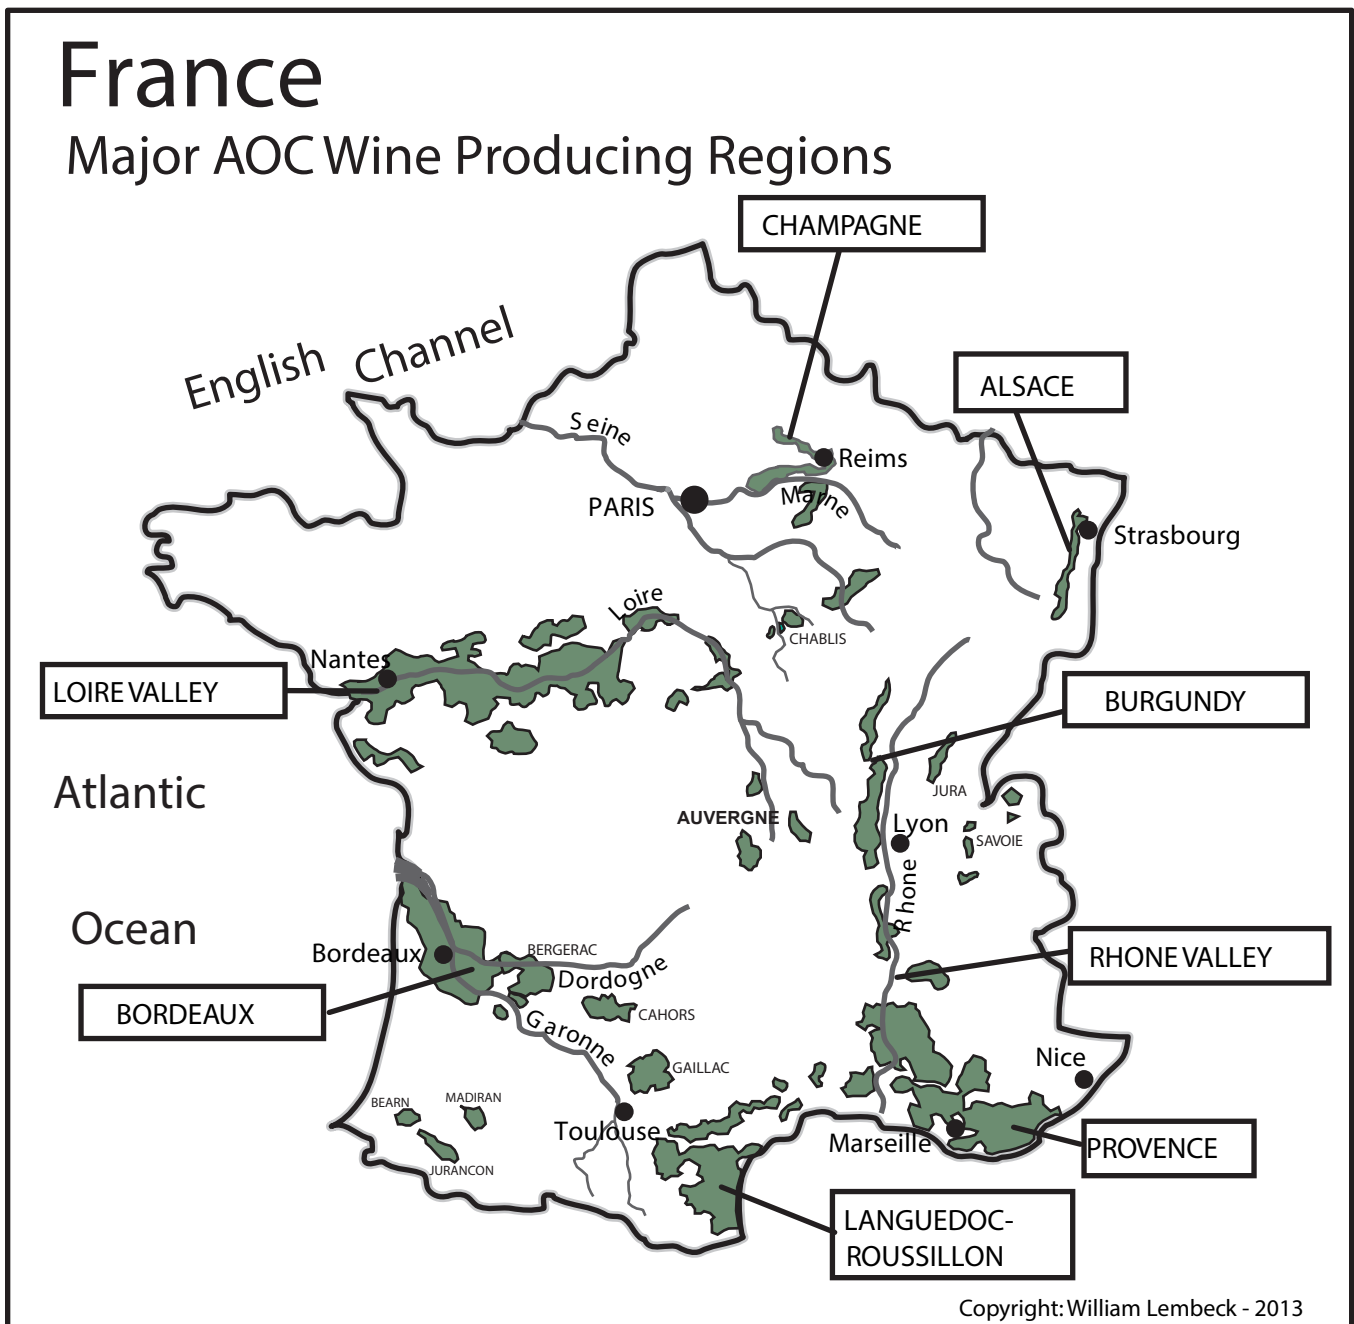 France
Major AOC Wine Producing Regions
CHAMPAGNE
English Channel
ALSACE
Seine
Reims
PARIS
Marne
Strasbourg
Loire
CHABLIS
Nantes
LOIRE VALLEY
BURGUNDY
Atlantic
JURA
AUVERGNE
Lyon
SAVOIE
Rhone
Ocean
Bordeaux
BERGERAC
Dordogne
RHONE VALLEY
BORDEAUX
CAHORS
Garonne
Nice
GAILLAC
BEARN
MADIRAN
Toulouse
Marseille
PROVENCE
JURANCON
LANGUEDOC-
ROUSSILLON
Copyright: William Lembeck - 2013